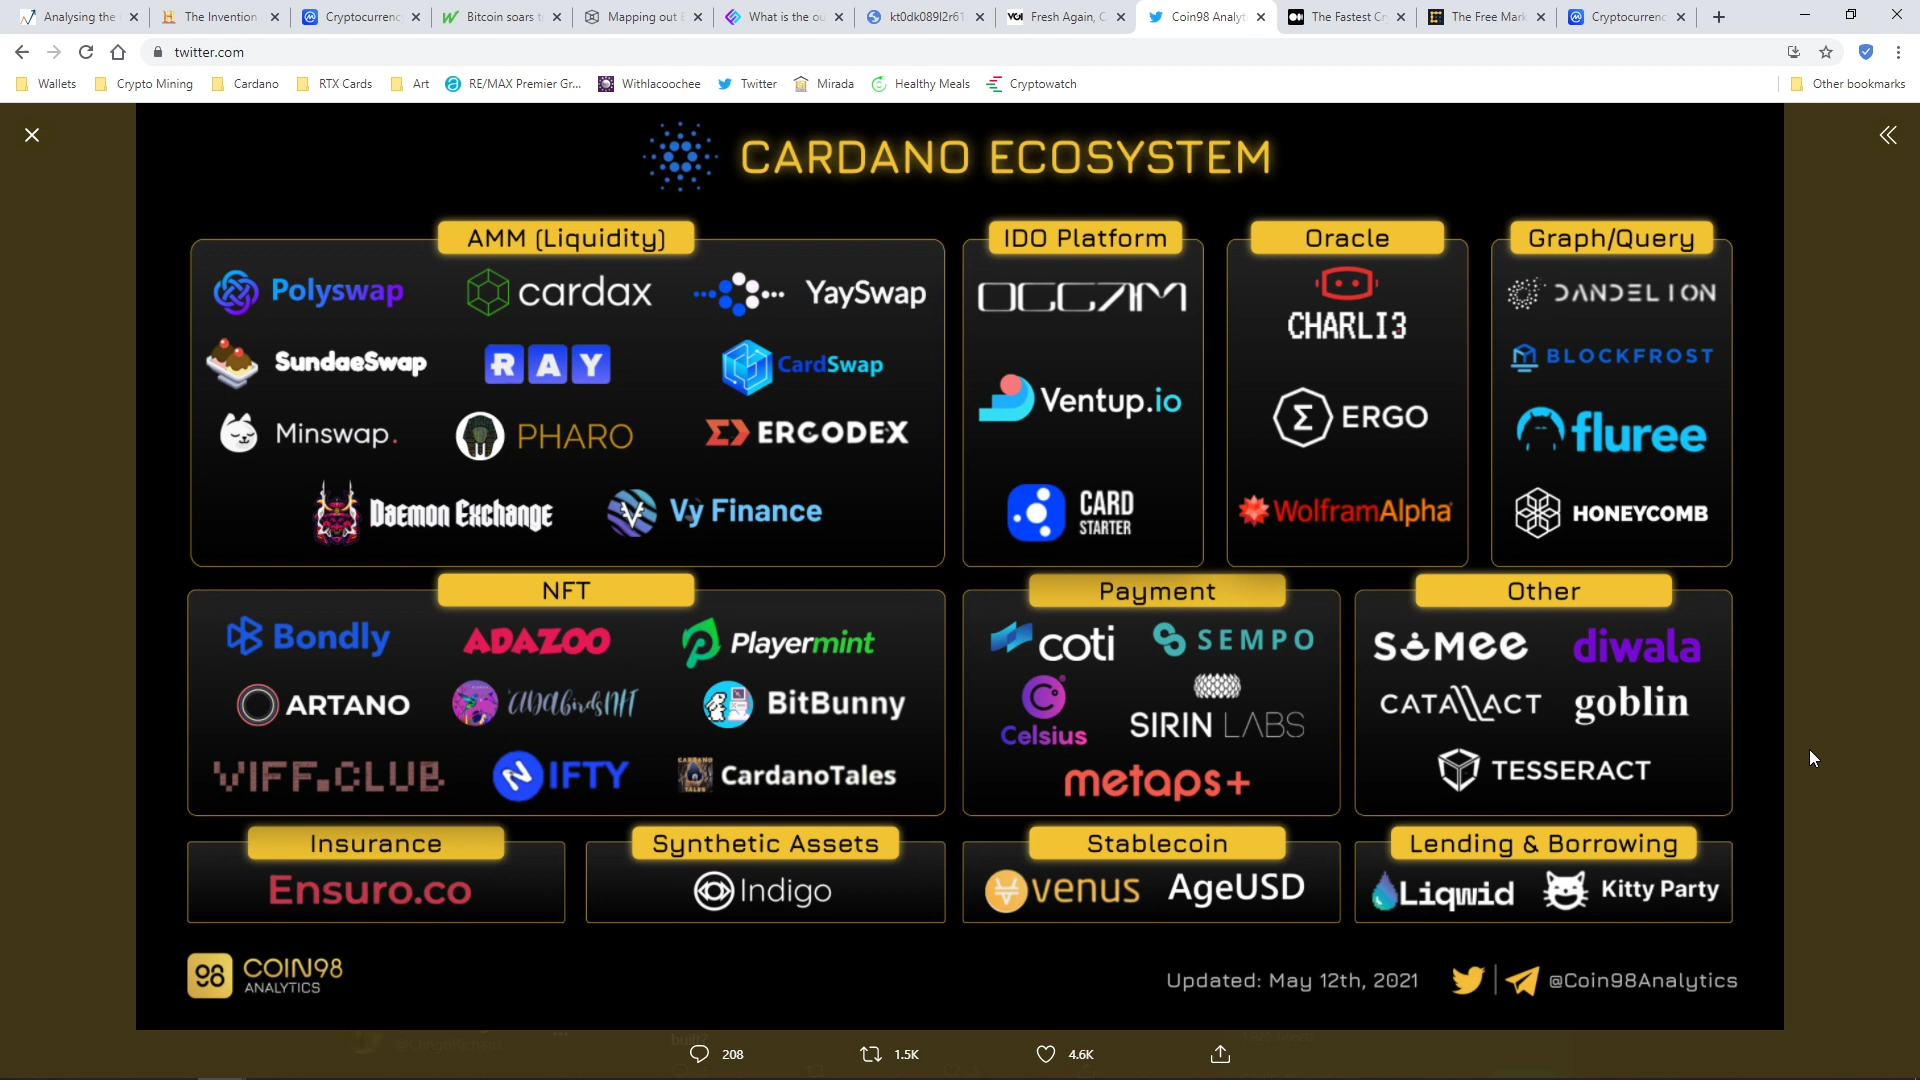 Analysing the
The Invention
Cryptocurrenc
Bitcoin soars t
Mapping out E
What is the ou
kt0dk089l2r61
Fresh Again, C
Coin98 Analyt
The Fastest Cr
The Free Mark
Cryptocurrenc
twitter.com
Wallets
Crypto Mining
Cardano
RTX Cards
Art
RE/MAX Premier Gr...
Withlacoochee
Twitter
Mirada
Healthy Meals
Cryptowatch
Other bookmarks
CARDANO ECOSYSTEM
AMM (Liquidity)
Polyswap
cardax
YaySwap
SundaeSwap
RAY
CardSwap
Minswap.
PHARO
ERGODEX
Daemon Exchange
Vy Finance
IDO Platform
OCCAM
Ventup.io
CARD
STARTER
Oracle
CHARLI3
ERGO
WolframAlpha
Graph/Query
DANDELION
BLOCKFROST
fluree
HONEYCOMB
NFT
Bondly
ADAZOO
Playermint
ARTANO
ADABirdsNFT
BitBunny
VIFF.CLUB
NIFTY
CardanoTales
Payment
coti
SEMPO
Celsius
SIRIN LABS
metaps+
Other
SOMEE
diwala
CATALLACT
goblin
TESSERACT
Insurance
Ensuro.co
Synthetic Assets
Indigo
Stablecoin
venus
AgeUSD
Lending & Borrowing
Liqwid
Kitty Party
98
COIN98
ANALYTICS
Updated: May 12th, 2021
@Coin98Analytics
208
1.5K
4.6K